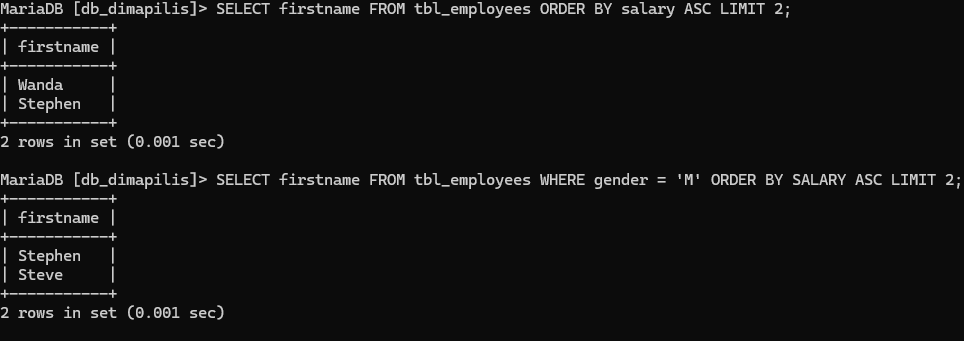 MariaDB [db_dimapilis]> SELECT firstname FROM tbl_employees ORDER BY salary ASC LIMIT 2;
+-----------+
| firstname |
+-----------+
| Wanda     |
| Stephen   |
+-----------+
2 rows in set (0.001 sec)

MariaDB [db_dimapilis]> SELECT firstname FROM tbl_employees WHERE gender = 'M' ORDER BY SALARY ASC LIMIT 2;
+-----------+
| firstname |
+-----------+
| Stephen   |
| Steve     |
+-----------+
2 rows in set (0.001 sec)